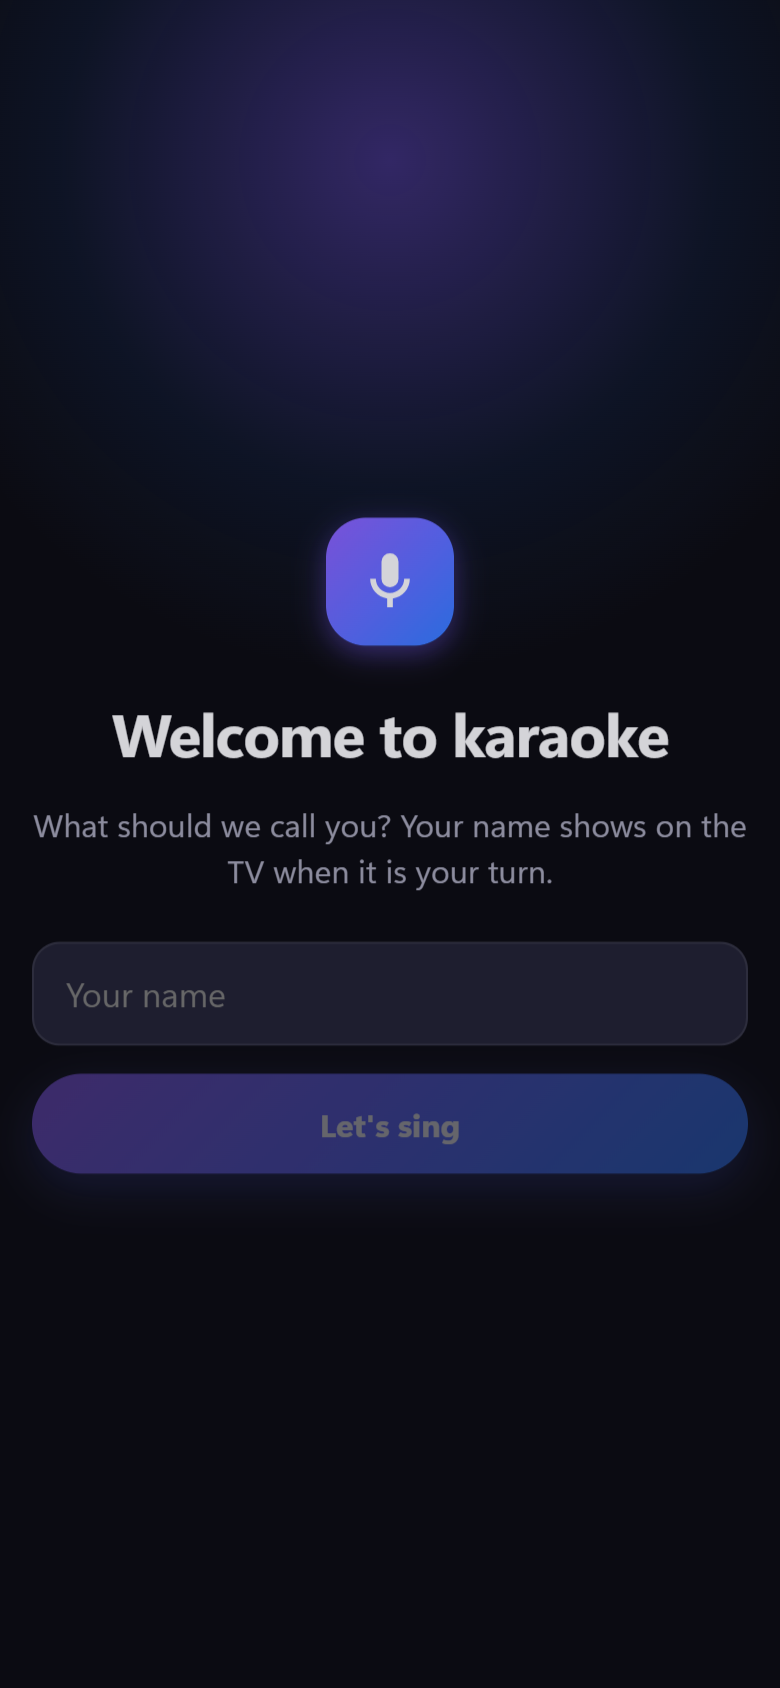 Welcome to karaoke
What should we call you? Your name shows on the
TV when it is your turn.
Your name
Let's sing